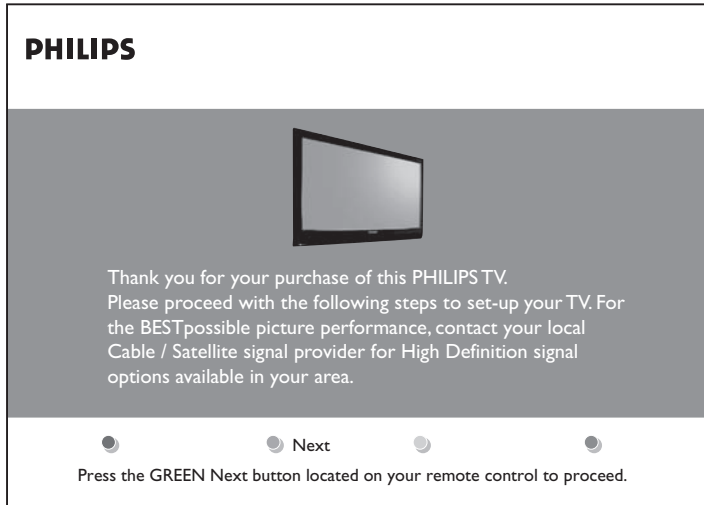 PHILIPS
Thank you for your purchase of this PHILIPS TV.
Please proceed with the following steps to set-up your TV. For
the BESTpossible picture performance, contact your local
Cable / Satellite signal provider for High Definition signal
options available in your area.
Next
Press the GREEN Next button located on your remote control to proceed.